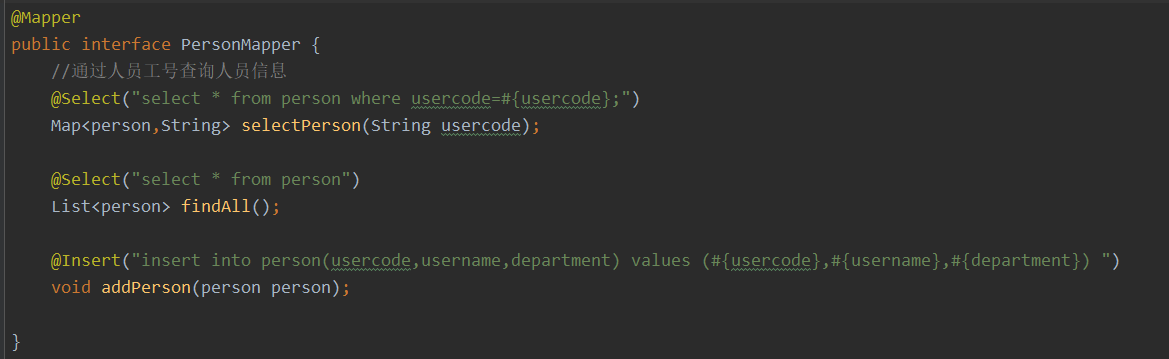 @Mapper
public interface PersonMapper {
//通过人员工号查询人员信息
@Select("select * from person where usercode=#{usercode};")
Map<person,String> selectPerson(String usercode);
@Select("select * from person")
List<person> findAll();
@Insert("insert into person(usercode,username,department) values (#{usercode},#{username},#{department}) ")
void addPerson(person person);
}